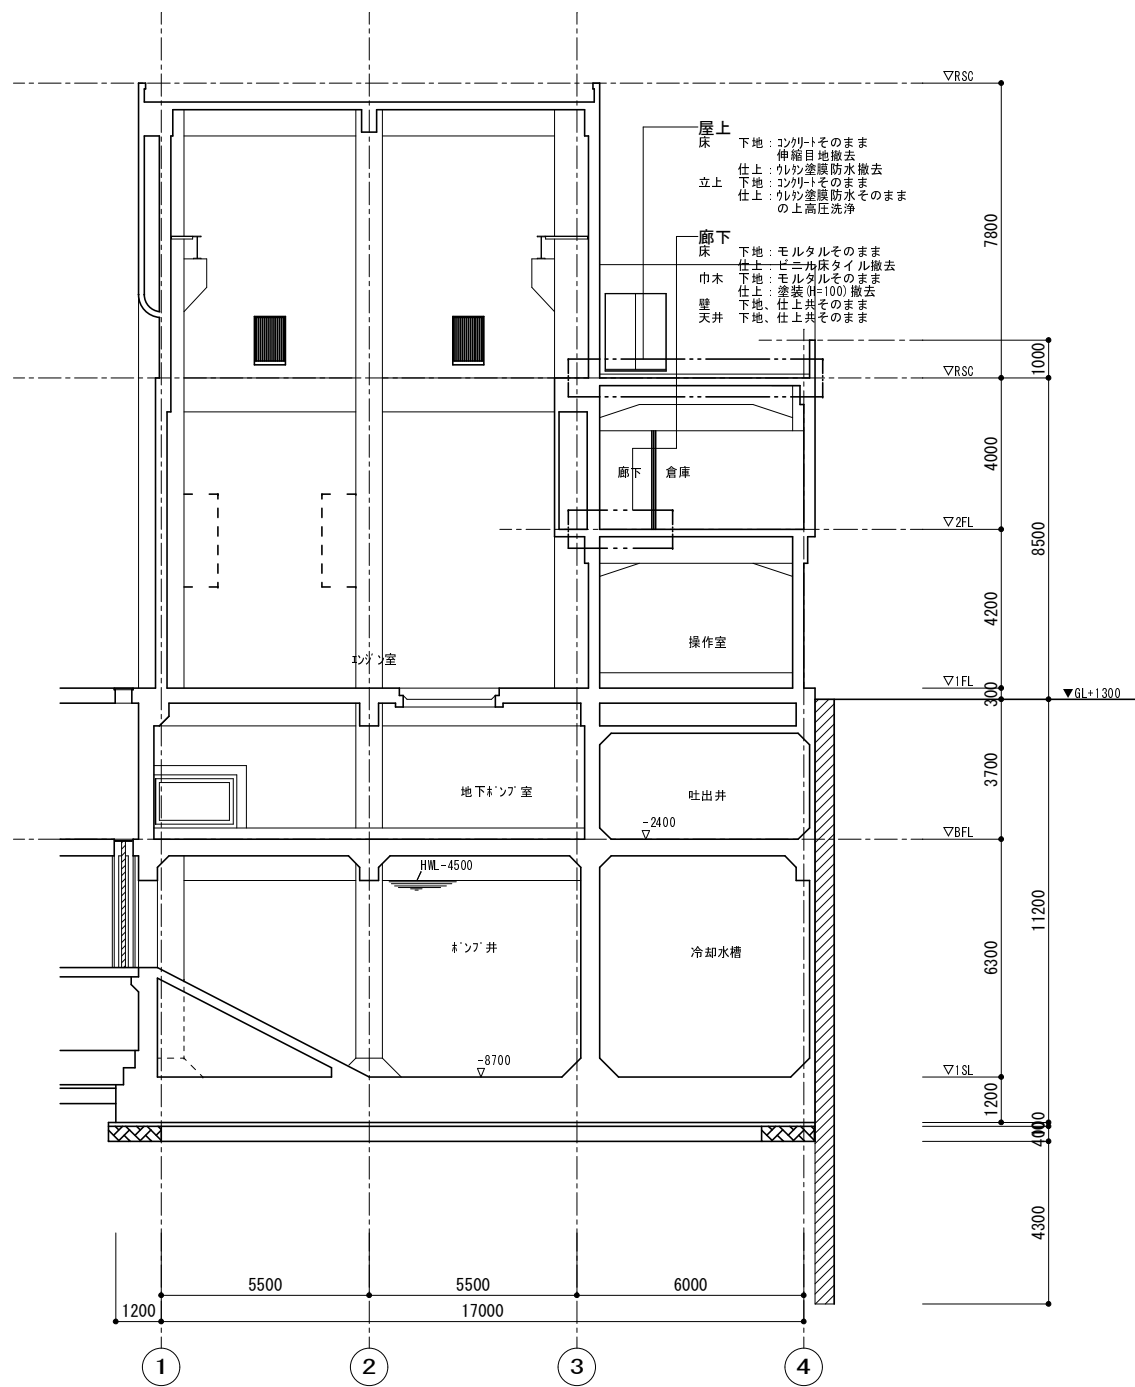 ▽RSC
屋上
床 下地：コンクリートそのまま
伸縮目地撤去
仕上：ウレタン塗膜防水撤去
立上 下地：コンクリートそのまま
仕上：ウレタン塗膜防水そのまま
の上高圧洗浄
7800
廊下
床 下地：モルタルそのまま
仕上：ビニル床タイル撤去
巾木 下地：モルタルそのまま
仕上：塗装(H=100)撤去
壁 下地、仕上共そのまま
天井 下地、仕上共そのまま
1000
▽RSC
4000
廊下 倉庫
▽2FL
8500
4200
操作室
エンジン室
▽1FL
300
▼GL+1300
3700
地下ポンプ室
吐出井
-2400
▽BFL
HWL-4500
11200
ポンプ井
冷却水槽
6300
-8700
▽1SL
1200
4300
5500 5500 6000
1200 17000
1 2 3 4